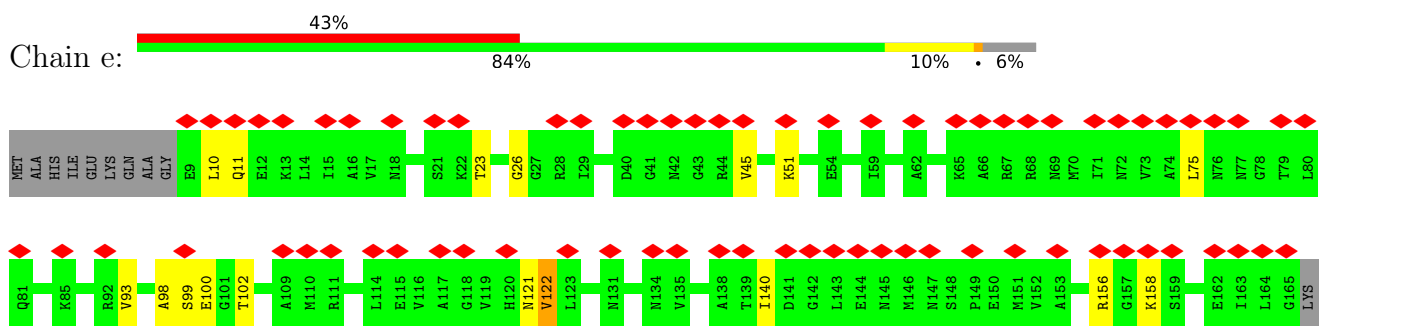 43%
Chain e:
84% 10% • 6%
MET ALA HIS ILE GLU LYS GLN ALA GLY E9 L10 Q11 E12 K13 L14 I15 A16 V17 N18 S21 K22 T23 G26 G27 R28 I29 D40 G41 N42 G43 R44 V45 K51 E54 I59 A62 K65 A66 R67 R68 N69 M70 I71 N72 V73 A74 L75 N76 N77 G78 T79 L80
Q81 K85 R92 V93 A98 S99 E100 G101 T102 A109 M110 R111 L114 E115 V116 A117 G118 V119 H120 N121 V122 L123 N131 N134 V135 A138 T139 I140 D141 G142 L143 E144 N145 M146 N147 S148 P149 E150 M151 V152 A153 R156 G157 K158 S159 E162 I163 L164 G165 LYS